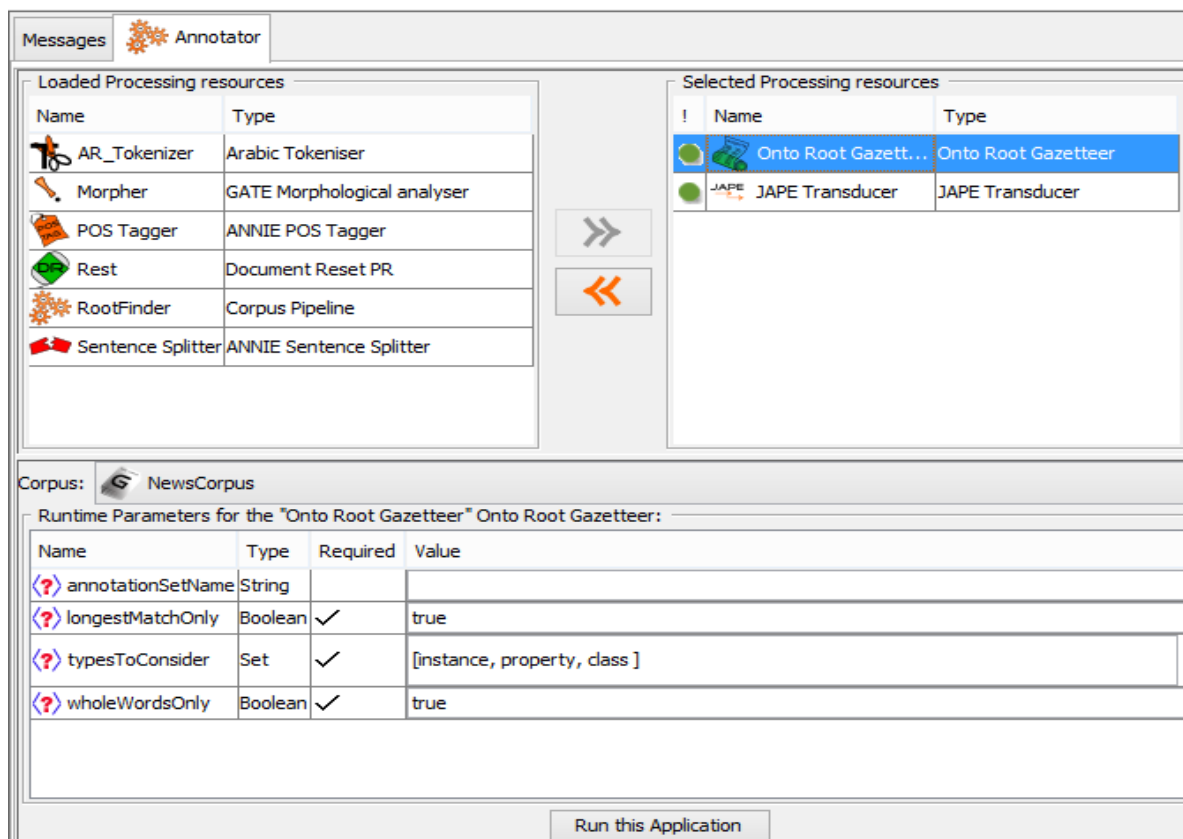 Messages Annotator
Loaded Processing resources
Name Type
AR_Tokenizer Arabic Tokeniser
Morpher GATE Morphological analyser
POS Tagger ANNIE POS Tagger
Rest Document Reset PR
RootFinder Corpus Pipeline
Sentence Splitter ANNIE Sentence Splitter
Selected Processing resources
! Name Type
Onto Root Gazett... Onto Root Gazetteer
JAPE JAPE Transducer JAPE Transducer
Corpus: NewsCorpus
Runtime Parameters for the "Onto Root Gazetteer" Onto Root Gazetteer:
Name Type Required Value
<?> annotationSetName String
<?> longestMatchOnly Boolean ✓ true
<?> typesToConsider Set ✓ [instance, property, class ]
<?> wholeWordsOnly Boolean ✓ true
Run this Application